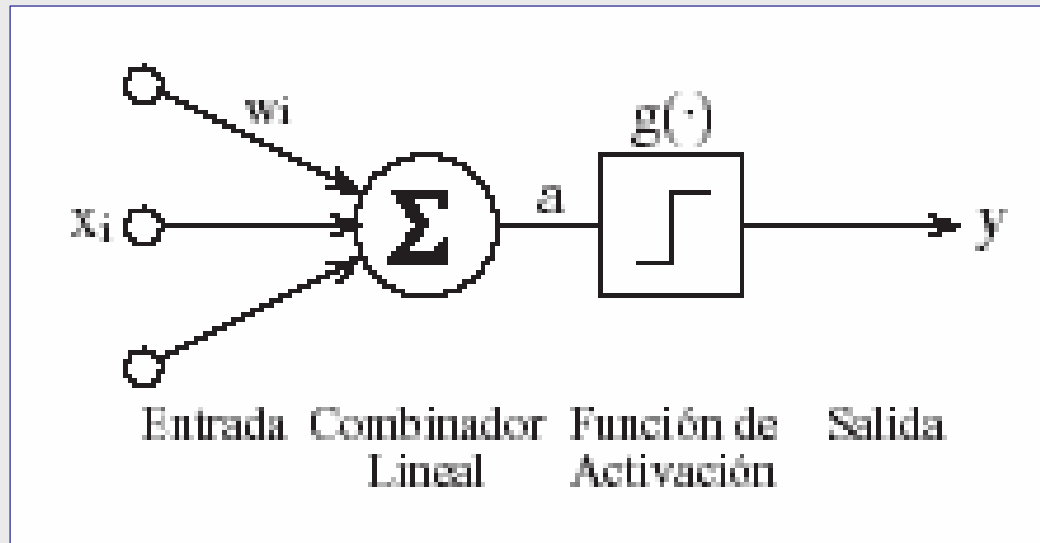 wi
g(·)
xi
Σ
a
y
Entrada
Combinador
Lineal
Función de
Activación
Salida